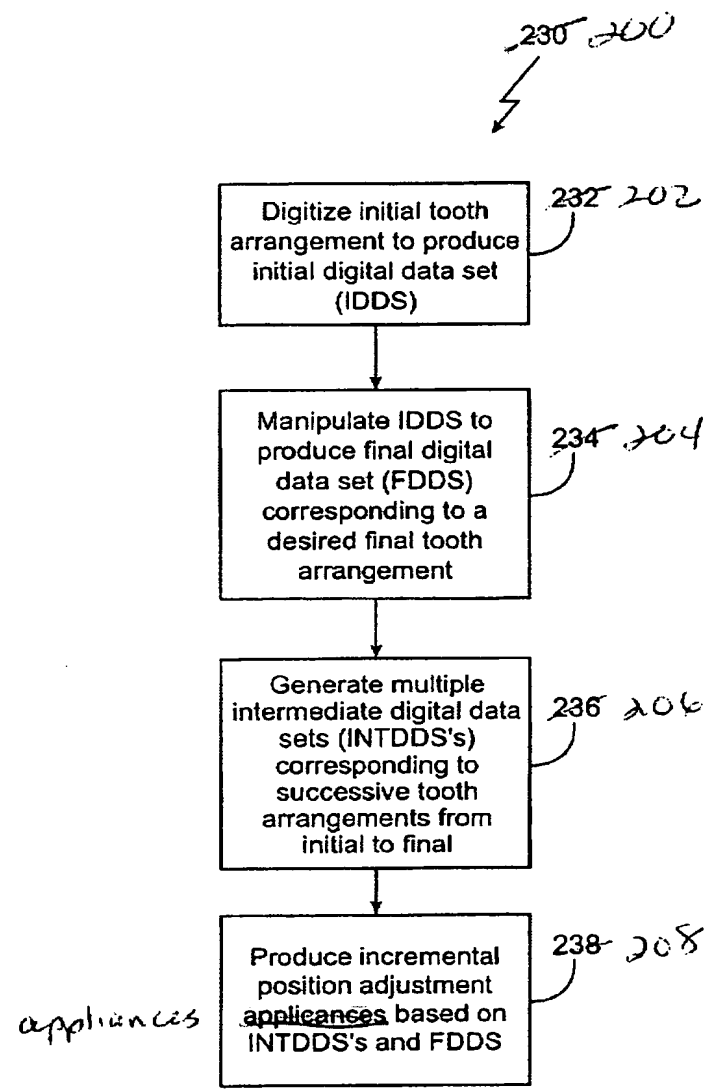 230 200
Digitize initial tooth
arrangement to produce
initial digital data set
(IDDS)
232 202
Manipulate IDDS to
produce final digital
data set (FDDS)
corresponding to a
desired final tooth
arrangement
234 204
Generate multiple
intermediate digital data
sets (INTDDS's)
corresponding to
successive tooth
arrangements from
initial to final
236 206
Produce incremental
position adjustment
appliances applicances based on
INTDDS's and FDDS
238 208